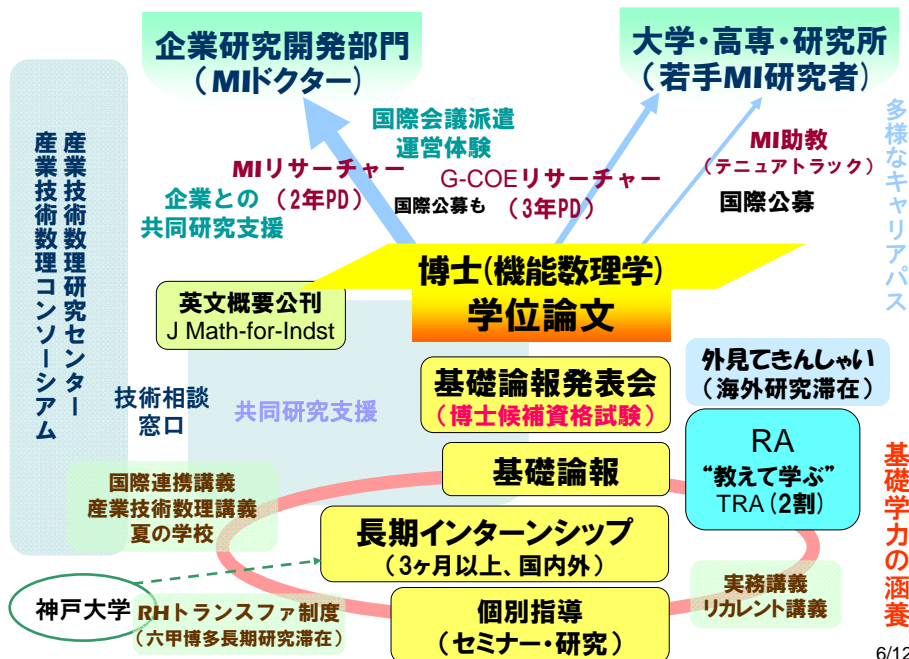 企業研究開発部門
(MIドクター)
大学・高専・研究所
(若手MI研究者)
産業技術数理研究センター
産業技術数理コンソーシアム
多様なキャリアパス
国際会議派遣
運営体験
MIリサーチャー
(2年PD)
企業との
共同研究支援
G-COEリサーチャー
国際公募も (3年PD)
MI助教
(テニュアトラック)
国際公募
博士(機能数理学)
学位論文
英文概要公刊
J Math-for-Indst
技術相談
窓口
共同研究支援
基礎論報発表会
(博士候補資格試験)
外見てきんしゃい
(海外研究滞在)
基礎論報
RA
“教えて学ぶ”
TRA(2割)
基礎学力の涵養
国際連携講義
産業技術数理講義
夏の学校
長期インターンシップ
(3ヶ月以上、国内外)
神戸大学
RHトランスファ制度
(六甲博多長期研究滞在)
個別指導
(セミナー・研究)
実務講義
リカレント講義
6/12